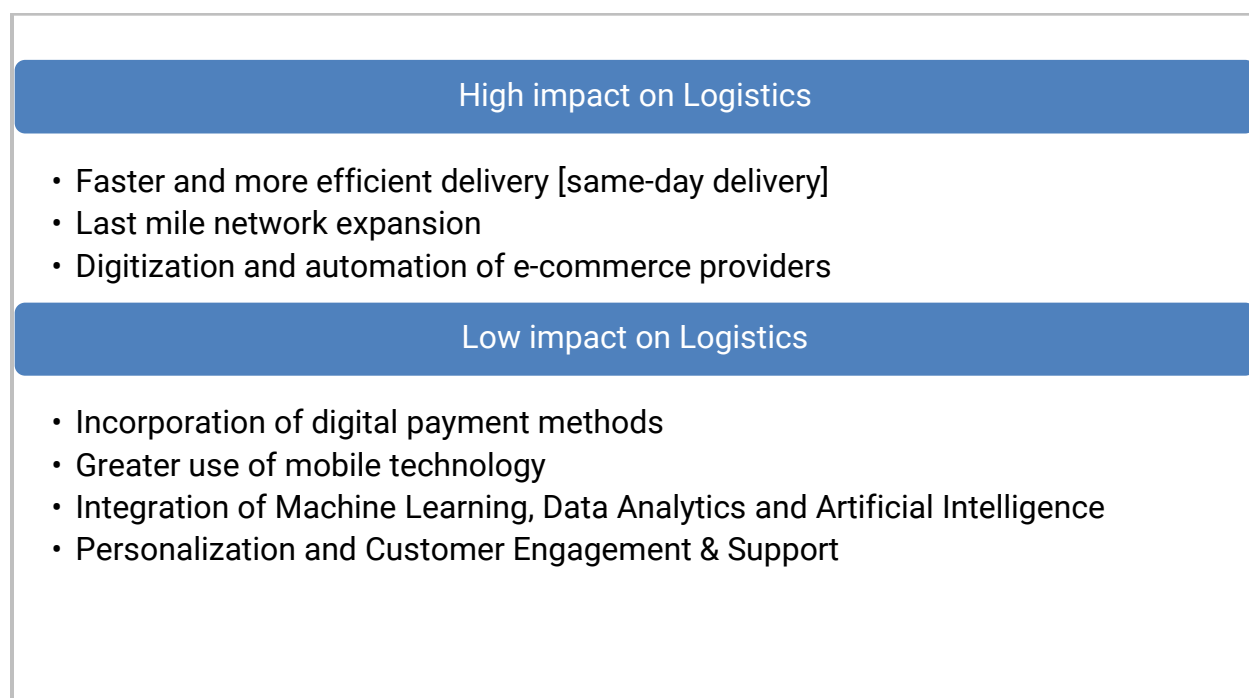 High impact on Logistics
• Faster and more efficient delivery [same-day delivery]
• Last mile network expansion
• Digitization and automation of e-commerce providers
Low impact on Logistics
• Incorporation of digital payment methods
• Greater use of mobile technology
• Integration of Machine Learning, Data Analytics and Artificial Intelligence
• Personalization and Customer Engagement & Support